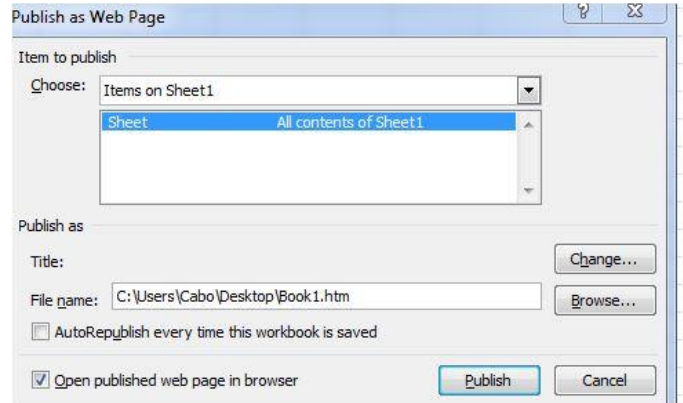 Publish as Web Page
Item to publish
Choose: Items on Sheet1
Sheet All contents of Sheet1
Publish as
Title: Change...
File name: C:\Users\Cabo\Desktop\Book1.htm Browse...
AutoRepublish every time this workbook is saved
Open published web page in browser Publish Cancel